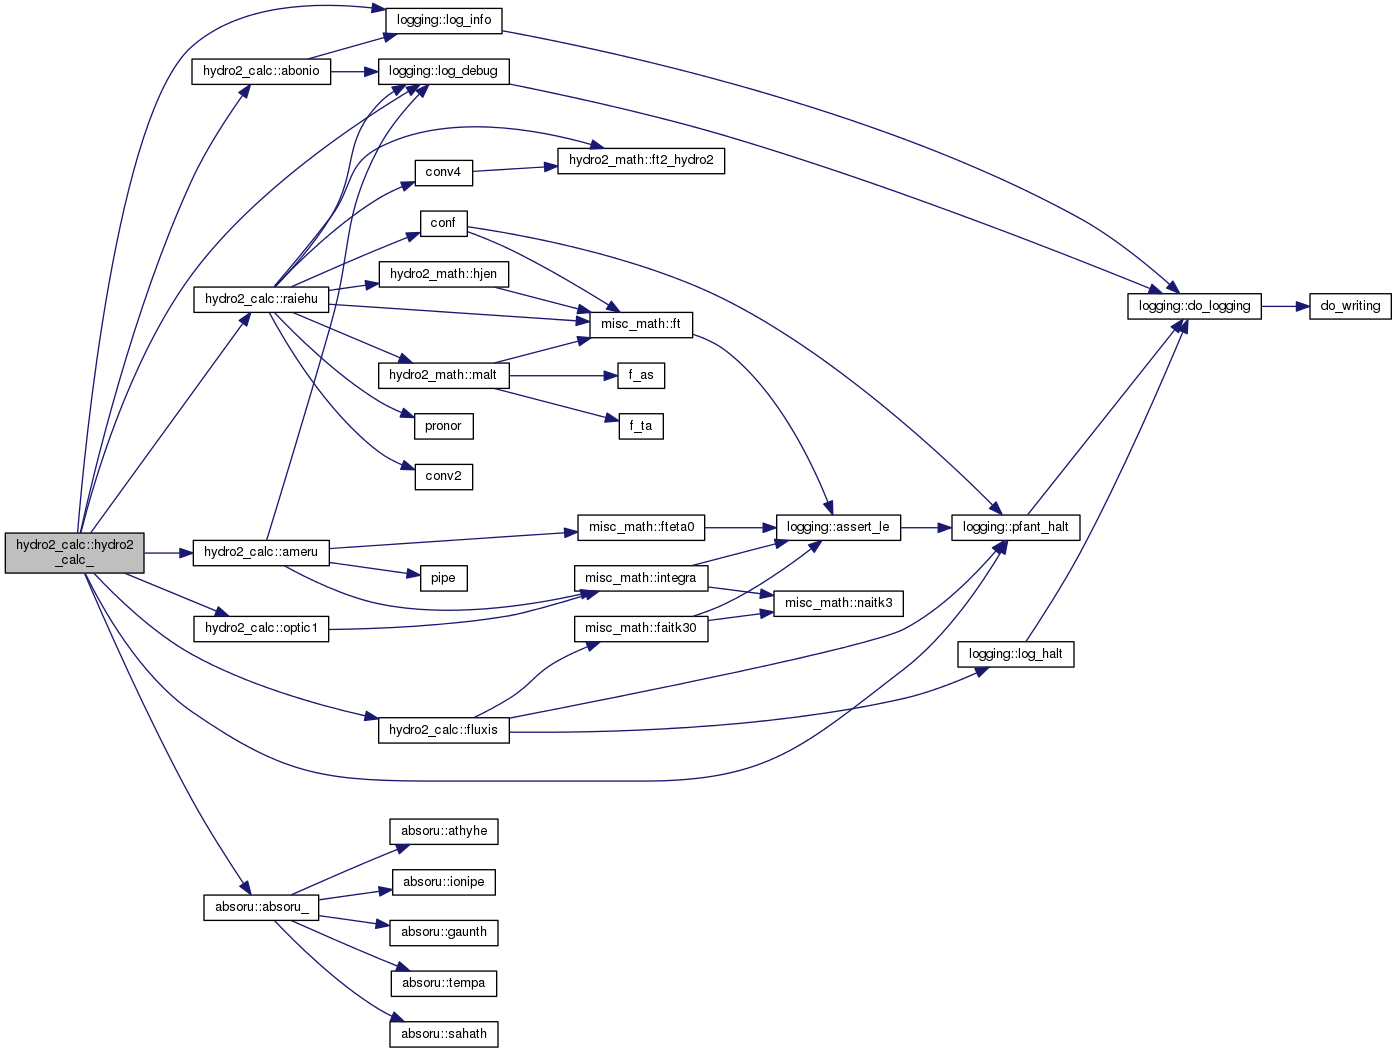 logging::log_info
hydro2_calc::abonio
logging::log_debug
hydro2_math::ft2_hydro2
conv4
conf
hydro2_math::hjen
hydro2_calc::raiehu
logging::do_logging
do_writing
misc_math::ft
hydro2_math::malt
f_as
pronor
f_ta
conv2
misc_math::fteta0
logging::assert_le
logging::pfant_halt
hydro2_calc::hydro2
_calc_
hydro2_calc::ameru
pipe
misc_math::integra
misc_math::naitk3
hydro2_calc::optic1
misc_math::faitk30
logging::log_halt
hydro2_calc::fluxis
absoru::athyhe
absoru::ionipe
absoru::absoru_
absoru::gaunth
absoru::tempa
absoru::sahath